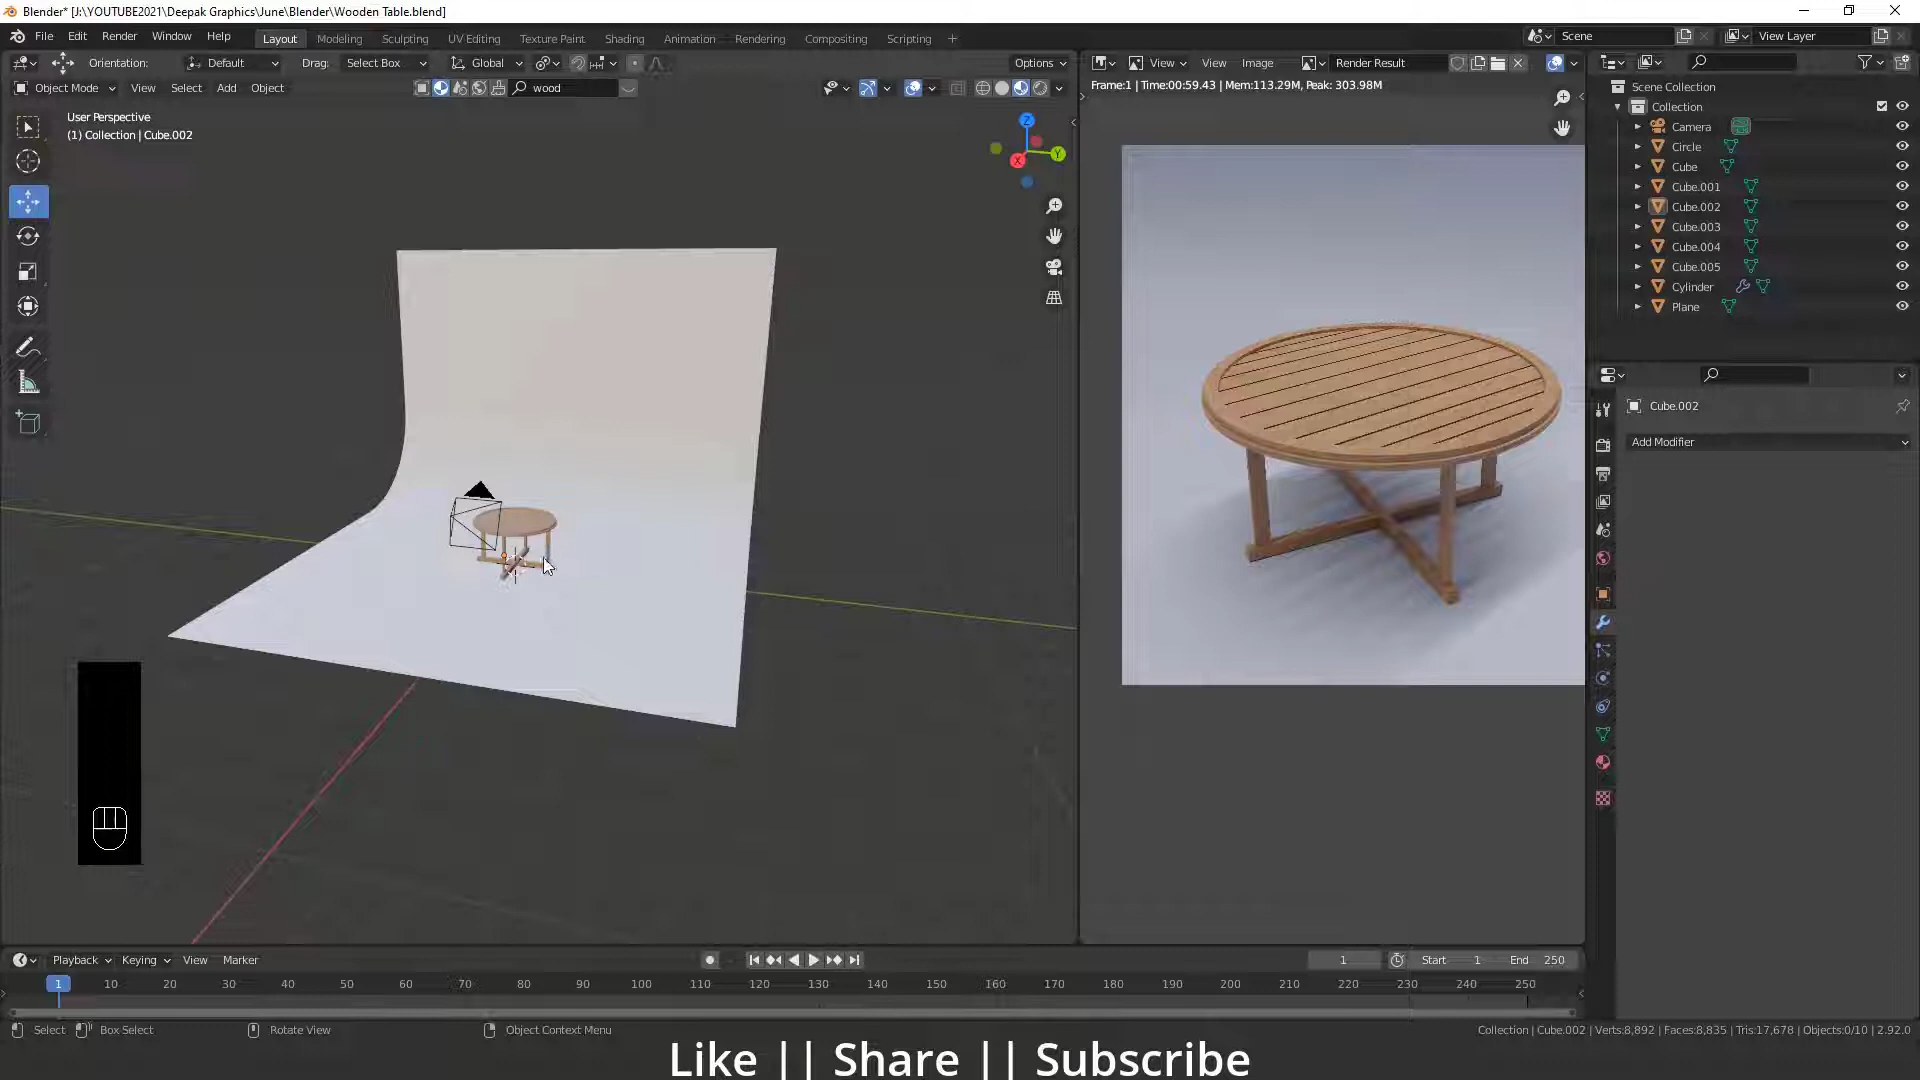 Blender* [J:\YOUTUBE2021\Deepak Graphics\June\Blender\Wooden Table.blend]
File Edit Render Window Help Layout Modeling Sculpting UV Editing Texture Paint Shading Animation Rendering Compositing Scripting + Scene View Layer
Orientation: Default Drag: Select Box Global Options View View Image Render Result
Object Mode View Select Add Object wood
Frame:1 | Time:00:59.43 | Mem:113.29M, Peak: 303.98M
User Perspective
(1) Collection | Cube.002
Z
Y
X
Scene Collection
Collection
Camera
Circle
Cube
Cube.001
Cube.002
Cube.003
Cube.004
Cube.005
Cylinder
Plane
Cube.002
Add Modifier
Playback Keying View Marker 1 Start 1 End 250
1 10 20 30 40 50 60 70 80 90 100 110 120 130 140 150 160 170 180 190 200 210 220 230 240 250
Select Box Select Rotate View Object Context Menu Collection | Cube.002 | Verts:8,892 | Faces:8,835 | Tris:17,678 | Objects:0/10 | 2.92.0
Like || Share || Subscribe